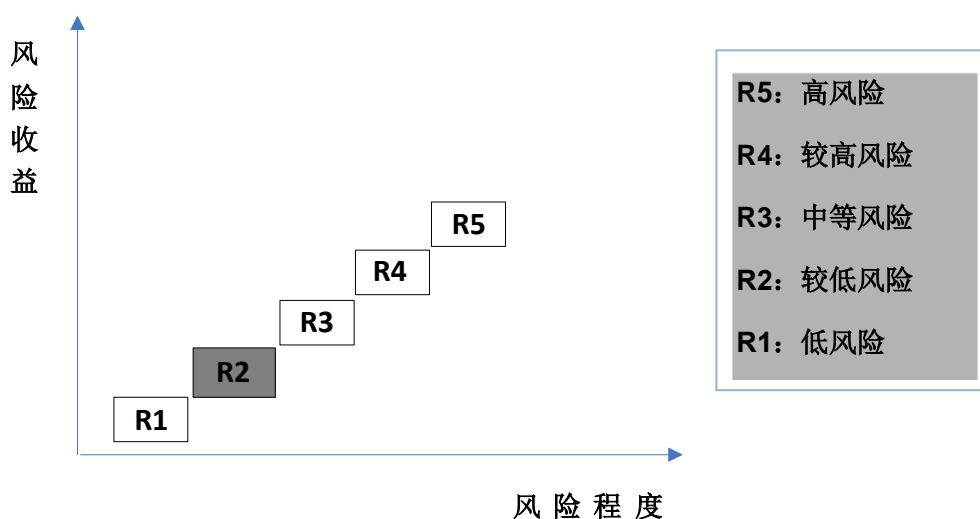 风
险
收
益
R5
R4
R3
R2
R1
风 险 程 度
R5：高风险
R4：较高风险
R3：中等风险
R2：较低风险
R1：低风险